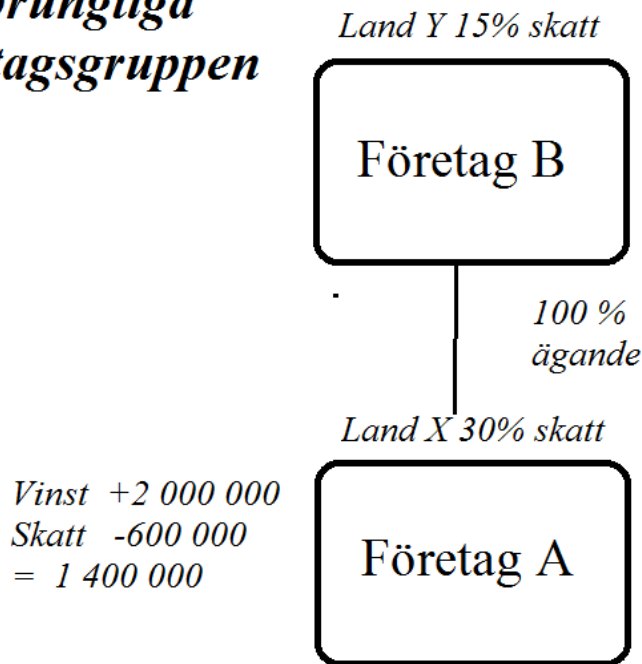 Land Y 15% skatt
tagsgruppen
Företag B
100 %
ägande
Land X 30% skatt
Vinst +2 000 000
Skatt -600 000
= 1 400 000
Företag A